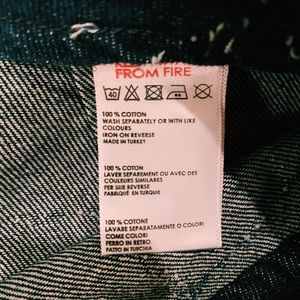 FROM FIRE
40
100 % COTTON
WASH SEPARATELY OR WITH LIKE
COLOURS
IRON ON REVERSE
MADE IN TURKEY
100 % COTON
LAVER SEPAREMENT OU AVEC DES
COULEURS SIMILAIRES
PER SUR REVERSE
FABRIQUÉ EN TURQUIE
100 % COTONE
LAVARE SEPARATAMENTE O COLORI
COME COLORI
FERRO IN RETRO
FATTO IN TURCHIA